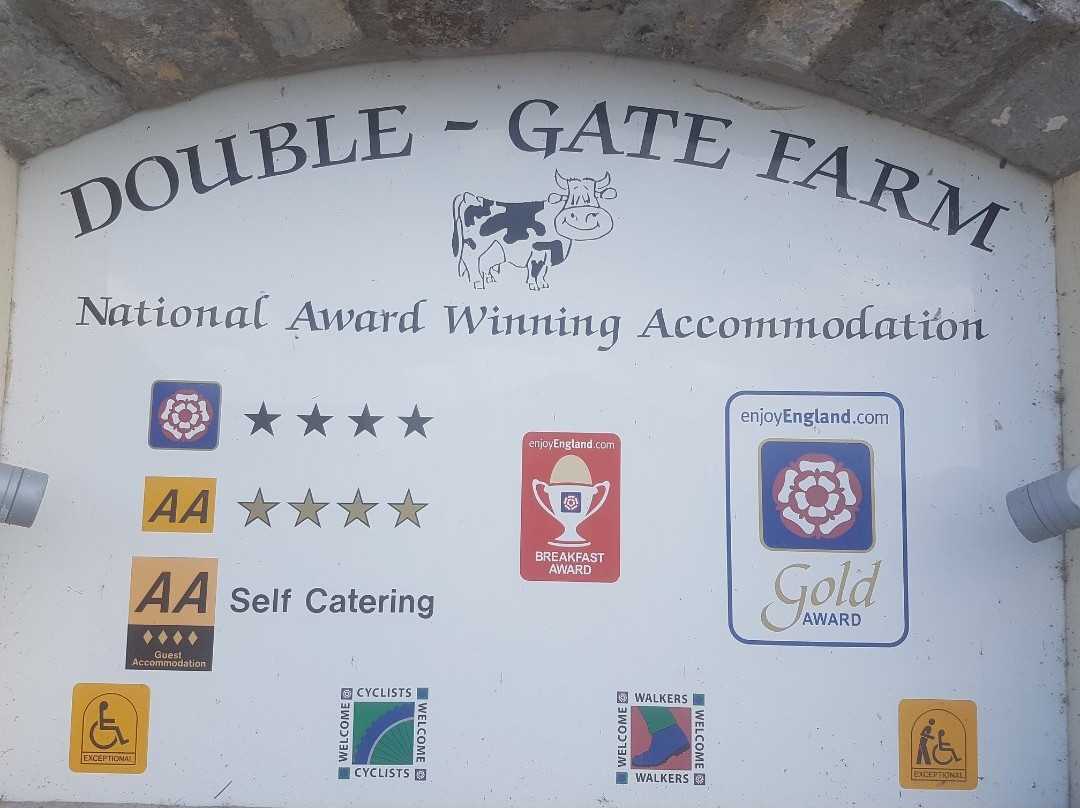 DOUBLE - GATE FARM
National Award Winning Accommodation
AA
AA Self Catering
Guest
Accommodation
enjoyEngland.com
BREAKFAST
AWARD
enjoyEngland.com
Gold
AWARD
EXCEPTIONAL
CYCLISTS
WELCOME
WELCOME
CYCLISTS
WALKERS
WELCOME
WELCOME
WALKERS
EXCEPTIONAL